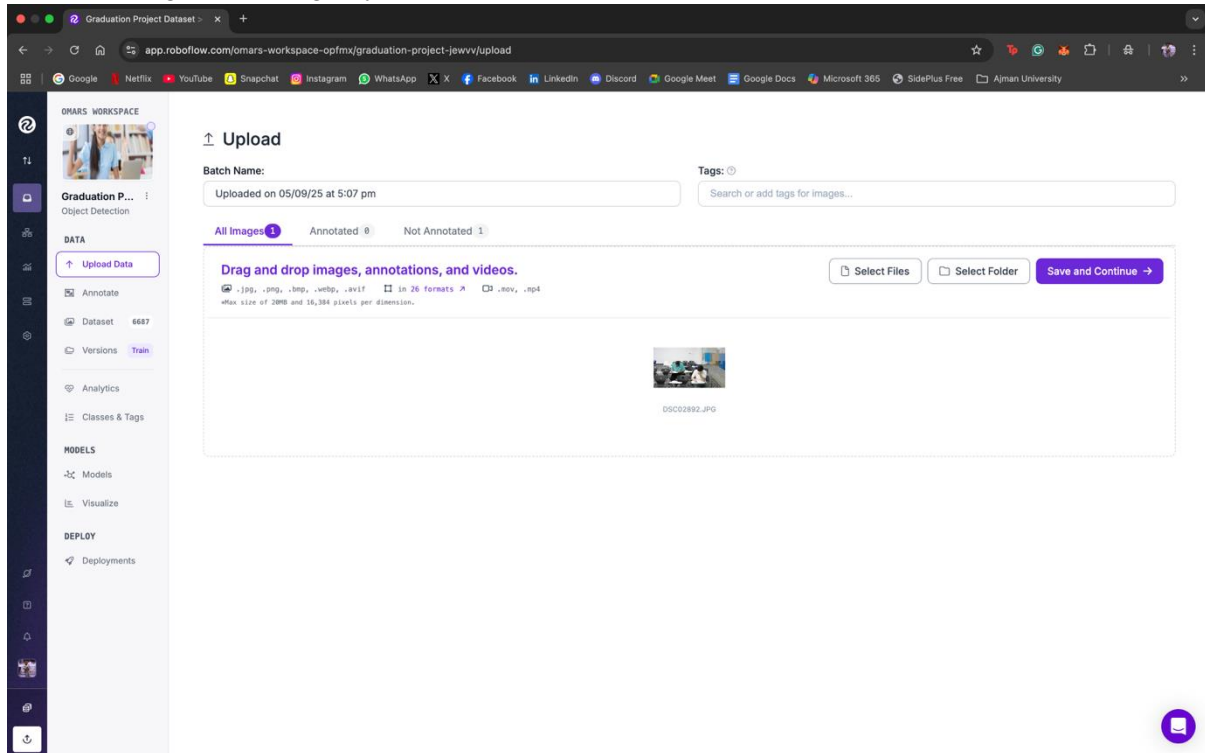 Graduation Project Dataset >
app.roboflow.com/omars-workspace-opfmx/graduation-project-jewvv/upload
Google Netflix YouTube Snapchat Instagram WhatsApp X Facebook LinkedIn Discord Google Meet Google Docs Microsoft 365 SidePlus Free Ajman University
OMARS WORKSPACE
Graduation P...
Object Detection
DATA
Upload Data
Annotate
Dataset 6687
Versions Train
Analytics
Classes & Tags
MODELS
Models
Visualize
DEPLOY
Deployments
Upload
Batch Name:
Uploaded on 05/09/25 at 5:07 pm
Tags:
Search or add tags for images...
All Images 1 Annotated 0 Not Annotated 1
Drag and drop images, annotations, and videos.
.jpg, .png, .bmp, .webp, .avif in 26 formats .mov, .mp4
*Max size of 20MB and 16,384 pixels per dimension.
Select Files
Select Folder
Save and Continue →
DSC02892.JPG